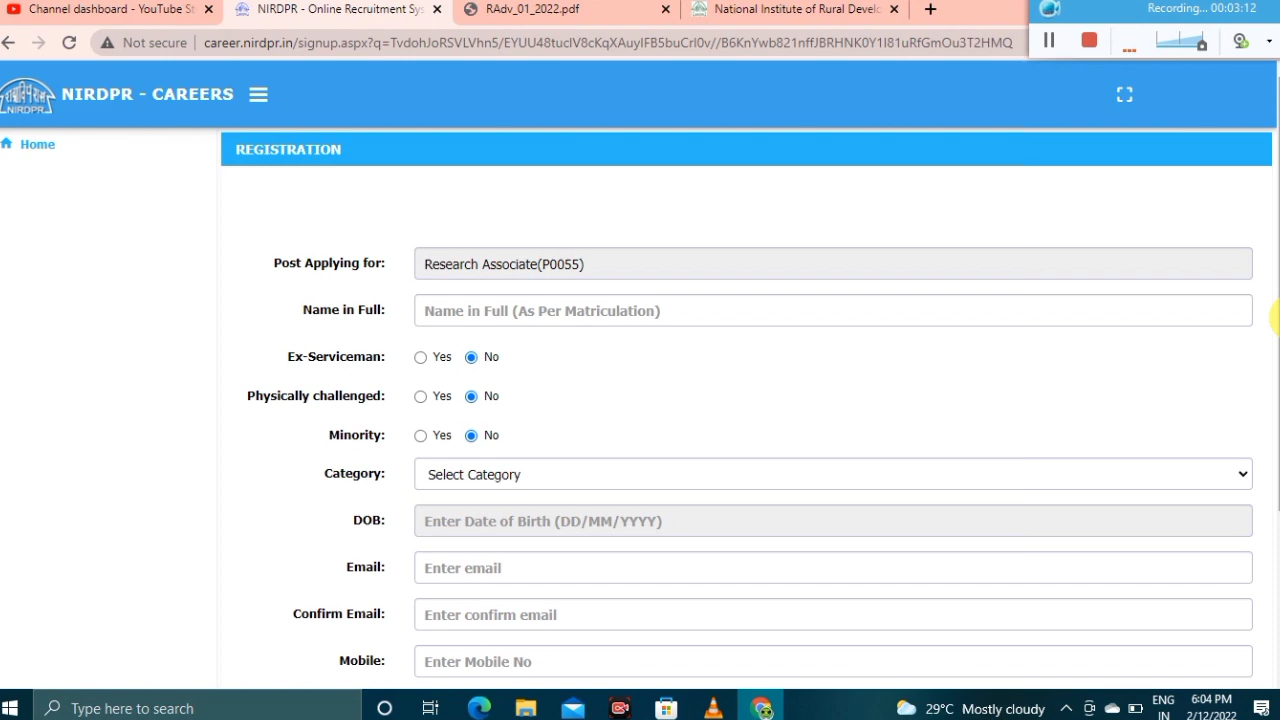 Channel dashboard - YouTube St
NIRDPR - Online Recruitment Sys
RAdv_01_2022.pdf
National Institute of Rural Develo
Recording... 00:03:12
Not secure
career.nirdpr.in/signup.aspx?q=TvdohJoRSVLVhn5/EYUU48tucIV8cKqXAuyIFB5buCrI0v//B6KnYwb821nffJBRHNK0Y1I81uRfGmOu3T2HMQ
NIRDPR
NIRDPR - CAREERS
Home
REGISTRATION
Post Applying for: Research Associate(P0055)
Name in Full: Name in Full (As Per Matriculation)
Ex-Serviceman: Yes No
Physically challenged: Yes No
Minority: Yes No
Category: Select Category
DOB: Enter Date of Birth (DD/MM/YYYY)
Email: Enter email
Confirm Email: Enter confirm email
Mobile: Enter Mobile No
Type here to search
29°C Mostly cloudy
ENG
IN
6:04 PM
2/12/2022